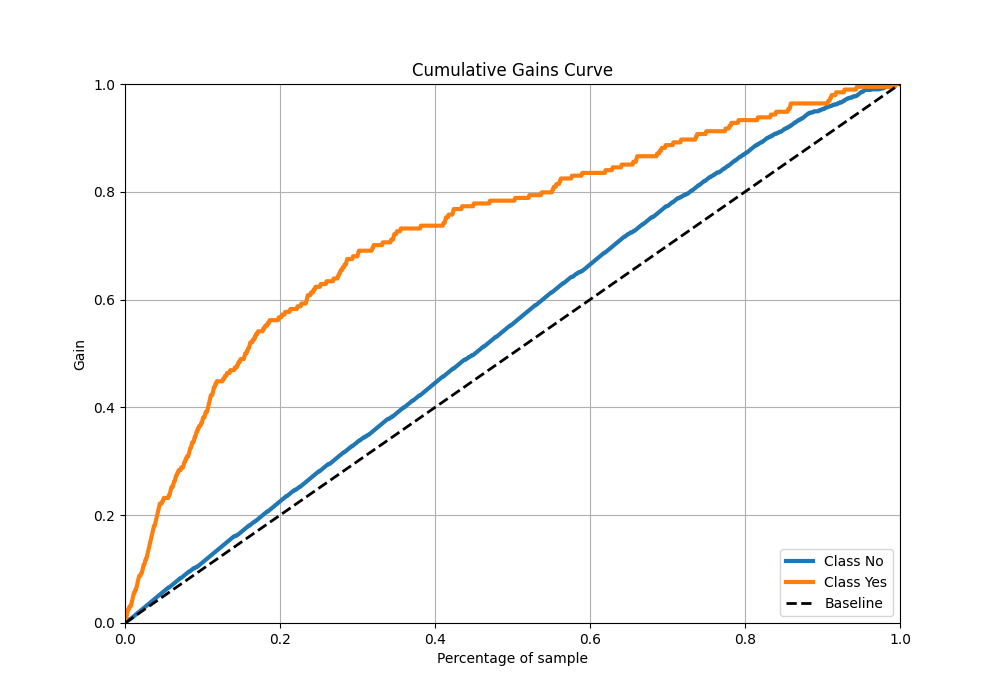 Cumulative Gains Curve
1.0
0.8
0.6
0.4
0.2
0.0
Gain
0.0 0.2 0.4 0.6 0.8 1.0
Percentage of sample
Class No
Class Yes
Baseline